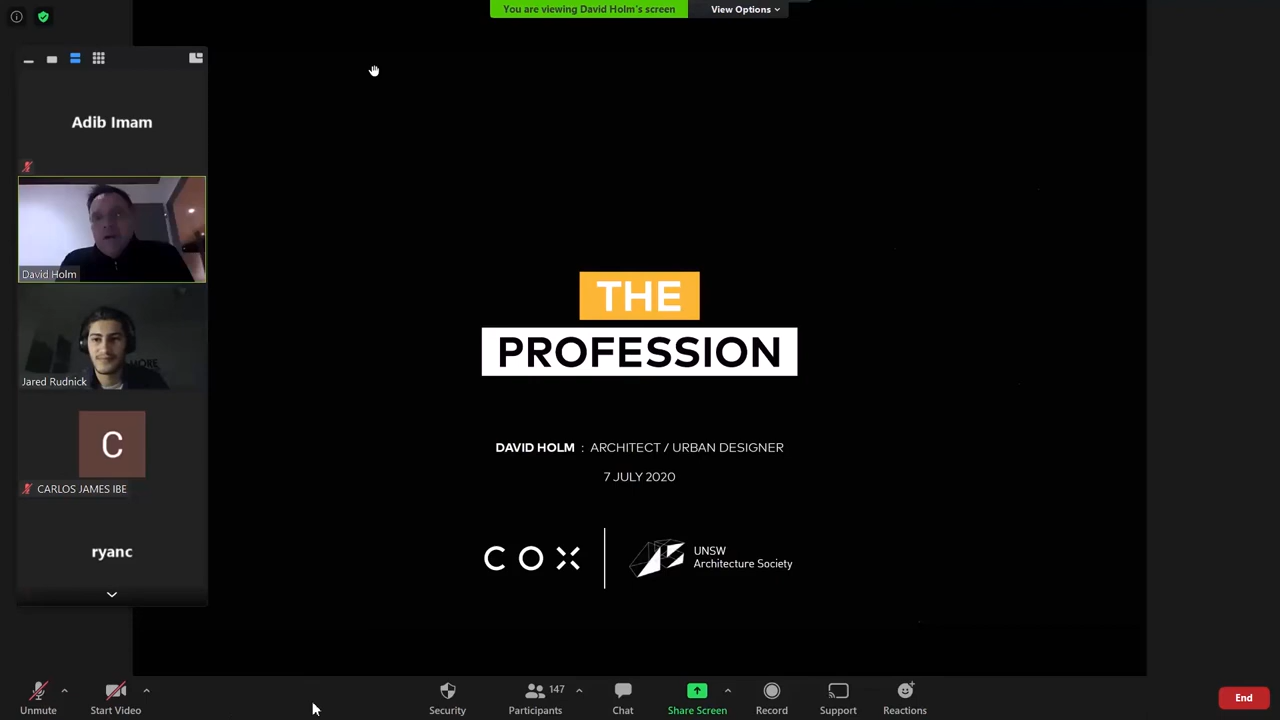 You are viewing David Holm's screen
View Options
Adib Imam
David Holm
Jared Rudnick
C
CARLOS JAMES IBE
ryanc
THE
PROFESSION
DAVID HOLM : ARCHITECT / URBAN DESIGNER
7 JULY 2020
COX
UNSW
Architecture Society
Unmute
Start Video
Security
147
Participants
Chat
Share Screen
Record
Support
Reactions
End